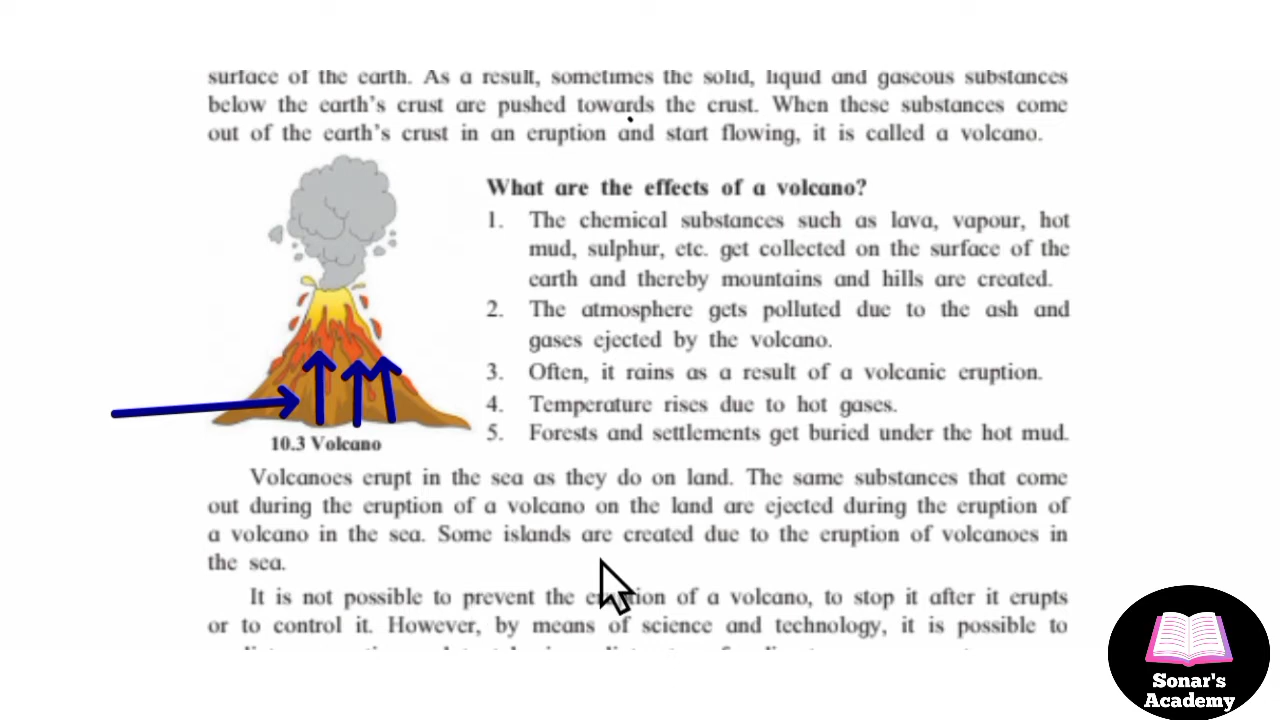 surface of the earth. As a result, sometimes the solid, liquid and gaseous substances
below the earth's crust are pushed towards the crust. When these substances come
out of the earth's crust in an eruption and start flowing, it is called a volcano.
What are the effects of a volcano?
1. The chemical substances such as lava, vapour, hot
mud, sulphur, etc. get collected on the surface of the
earth and thereby mountains and hills are created.
2. The atmosphere gets polluted due to the ash and
gases ejected by the volcano.
3. Often, it rains as a result of a volcanic eruption.
4. Temperature rises due to hot gases.
5. Forests and settlements get buried under the hot mud.
10.3 Volcano
Volcanoes erupt in the sea as they do on land. The same substances that come
out during the eruption of a volcano on the land are ejected during the eruption of
a volcano in the sea. Some islands are created due to the eruption of volcanoes in
the sea.
It is not possible to prevent the eruption of a volcano, to stop it after it erupts
or to control it. However, by means of science and technology, it is possible to
Sonar's
Academy